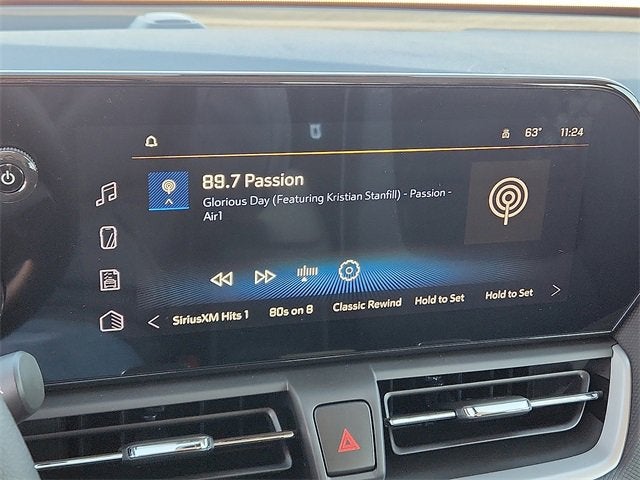 63° 11:24
89.7 Passion
Glorious Day (Featuring Kristian Stanfill) - Passion -
Air1
SiriusXM Hits 1 80s on 8 Classic Rewind Hold to Set Hold to Set